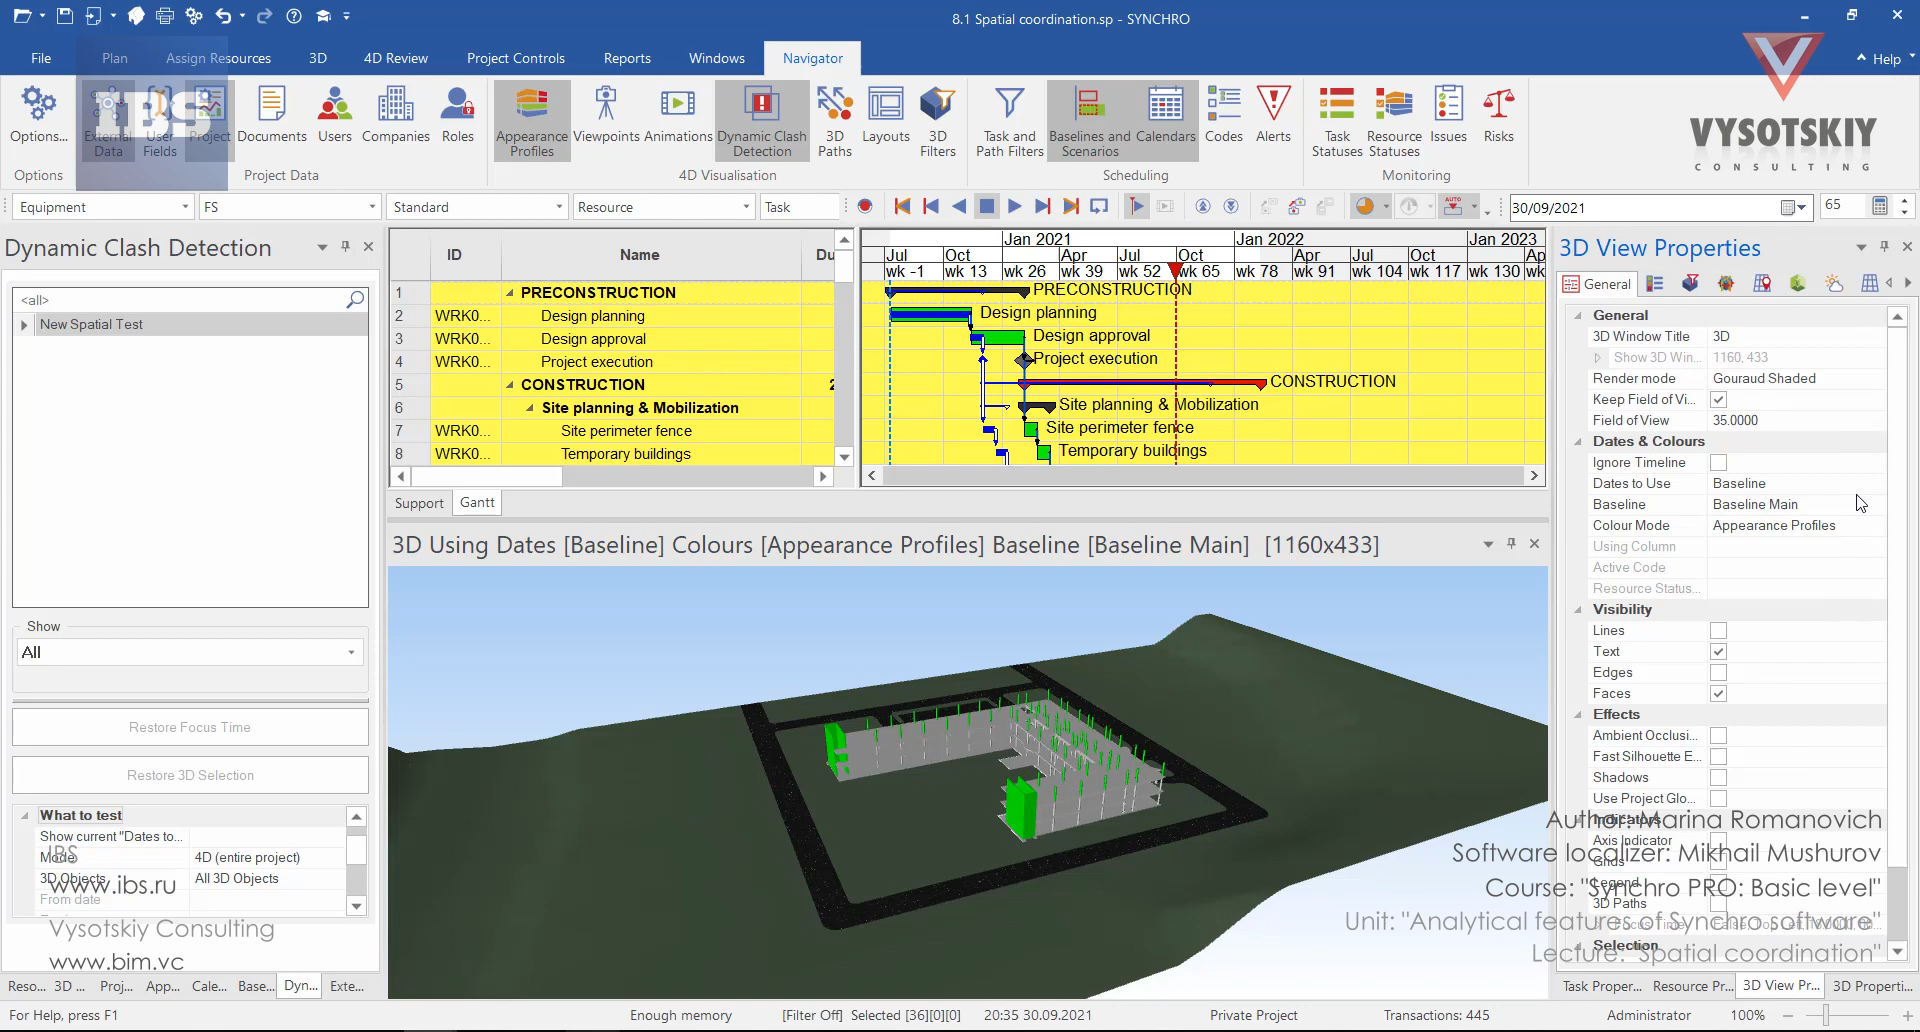 8.1 Spatial coordination.sp - SYNCHRO
File Plan Assign Resources 3D 4D Review Project Controls Reports Windows Navigator Help
Options... External Data User Fields Project Documents Users Companies Roles Appearance Profiles Viewpoints Animations Dynamic Clash Detection 3D Paths Layouts 3D Filters Task and Path Filters Baselines and Scenarios Calendars Codes Alerts Task Statuses Resource Statuses Issues Risks
IBS
VYSOTSKIY
CONSULTING
Options Project Data 4D Visualisation Scheduling Monitoring
Equipment FS Standard Resource Task AUTO 30/09/2021 65
Dynamic Clash Detection
<all>
New Spatial Test
Show
All
Restore Focus Time
Restore 3D Selection
What to test
Show current "Dates to...
Mode 4D (entire project)
3D Objects All 3D Objects
From date
IBS
www.ibs.ru
Vysotskiy Consulting
www.bim.vc
Reso... 3D ... Proj... App... Cale... Base... Dyn... Exte...
ID Name Du
1 PRECONSTRUCTION
2 WRK0... Design planning
3 WRK0... Design approval
4 WRK0... Project execution
5 CONSTRUCTION 2
6 Site planning & Mobilization
7 WRK0... Site perimeter fence
8 WRK0... Temporary buildings
Support Gantt
Jan 2021 Jan 2022 Jan 2023
Jul Oct Apr Jul Oct Apr Jul Oct Ap
wk -1 wk 13 wk 26 wk 39 wk 52 wk 65 wk 78 wk 91 wk 104 wk 117 wk 130 wk
PRECONSTRUCTION
Design planning
Design approval
Project execution
CONSTRUCTION
Site planning & Mobilization
Site perimeter fence
Temporary buildings
3D Using Dates [Baseline] Colours [Appearance Profiles] Baseline [Baseline Main] [1160x433]
3D View Properties
General
General
3D Window Title 3D
Show 3D Win... 1160, 433
Render mode Gouraud Shaded
Keep Field of Vi...
Field of View 35.0000
Dates & Colours
Ignore Timeline
Dates to Use Baseline
Baseline Baseline Main
Colour Mode Appearance Profiles
Using Column
Active Code
Resource Status...
Visibility
Lines
Text
Edges
Faces
Effects
Ambient Occlusi...
Fast Silhouette E...
Shadows
Use Project Glo...
Indicators
Axis Indicator
Grids
Legend
3D Paths
Focus Time
Selection
Author: Marina Romanovich
Software localizer: Mikhail Mushurov
Course: "Synchro PRO: Basic level"
Unit: "Analytical features of Synchro software"
Lecture: "Spatial coordination"
Task Proper... Resource Pr... 3D View Pr... 3D Properti...
For Help, press F1 Enough memory [Filter Off] Selected [36][0][0] 20:35 30.09.2021 Private Project Transactions: 445 Administrator 100%